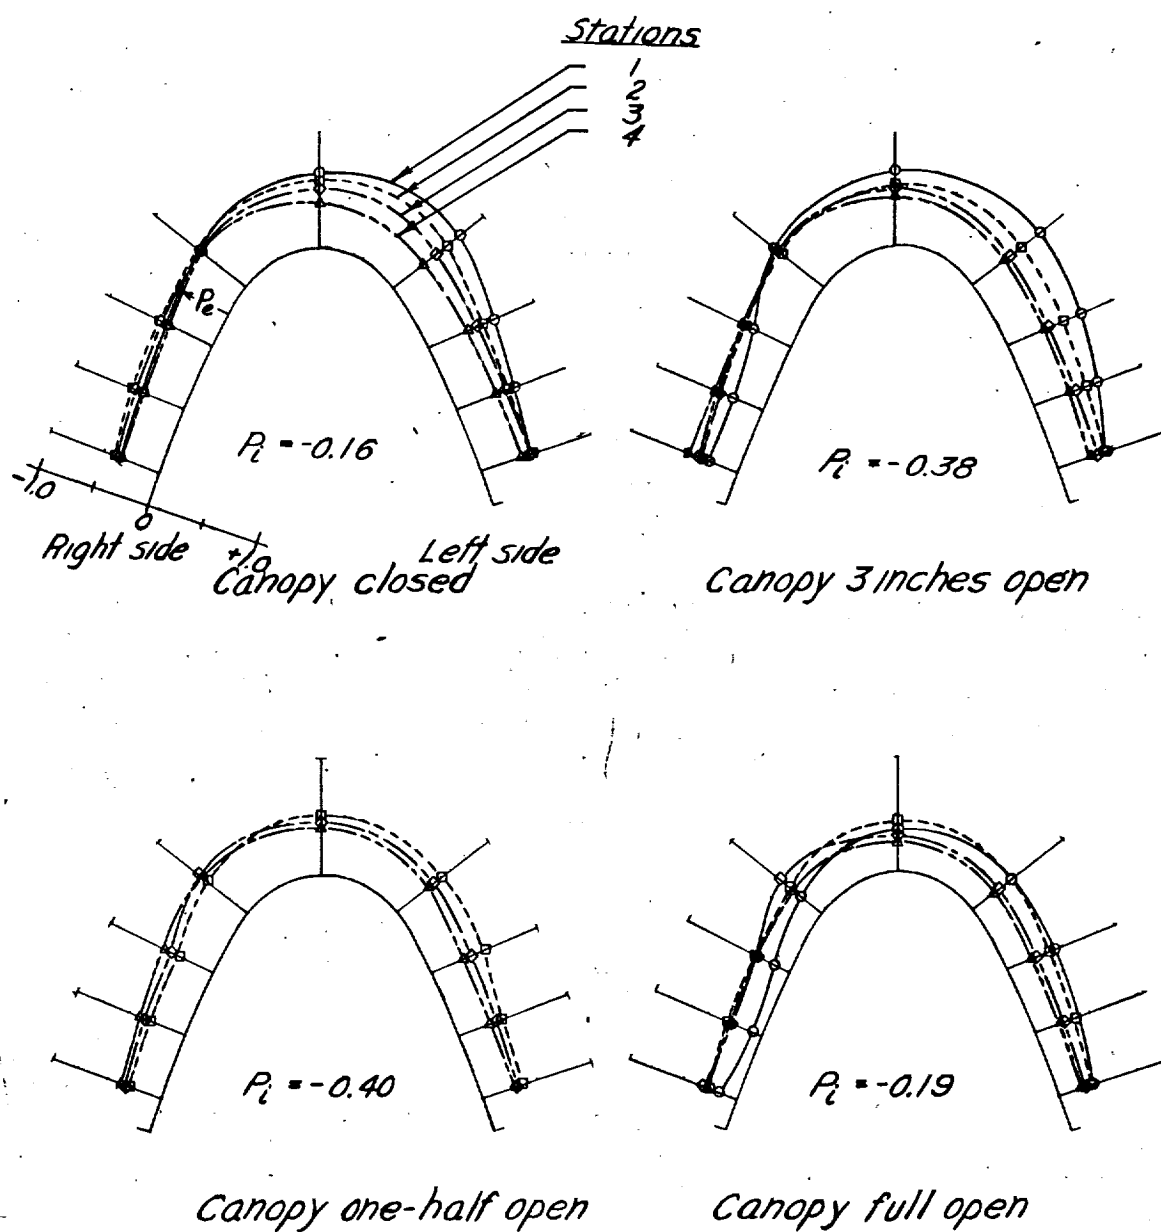 Stations
1
2
3
4
Pe
Pi = -0.16
-1.0
0
+1.0
Right side
Left side
Canopy closed
Pi = -0.38
Canopy 3 inches open
Pi = -0.40
Canopy one-half open
Pi = -0.19
Canopy full open